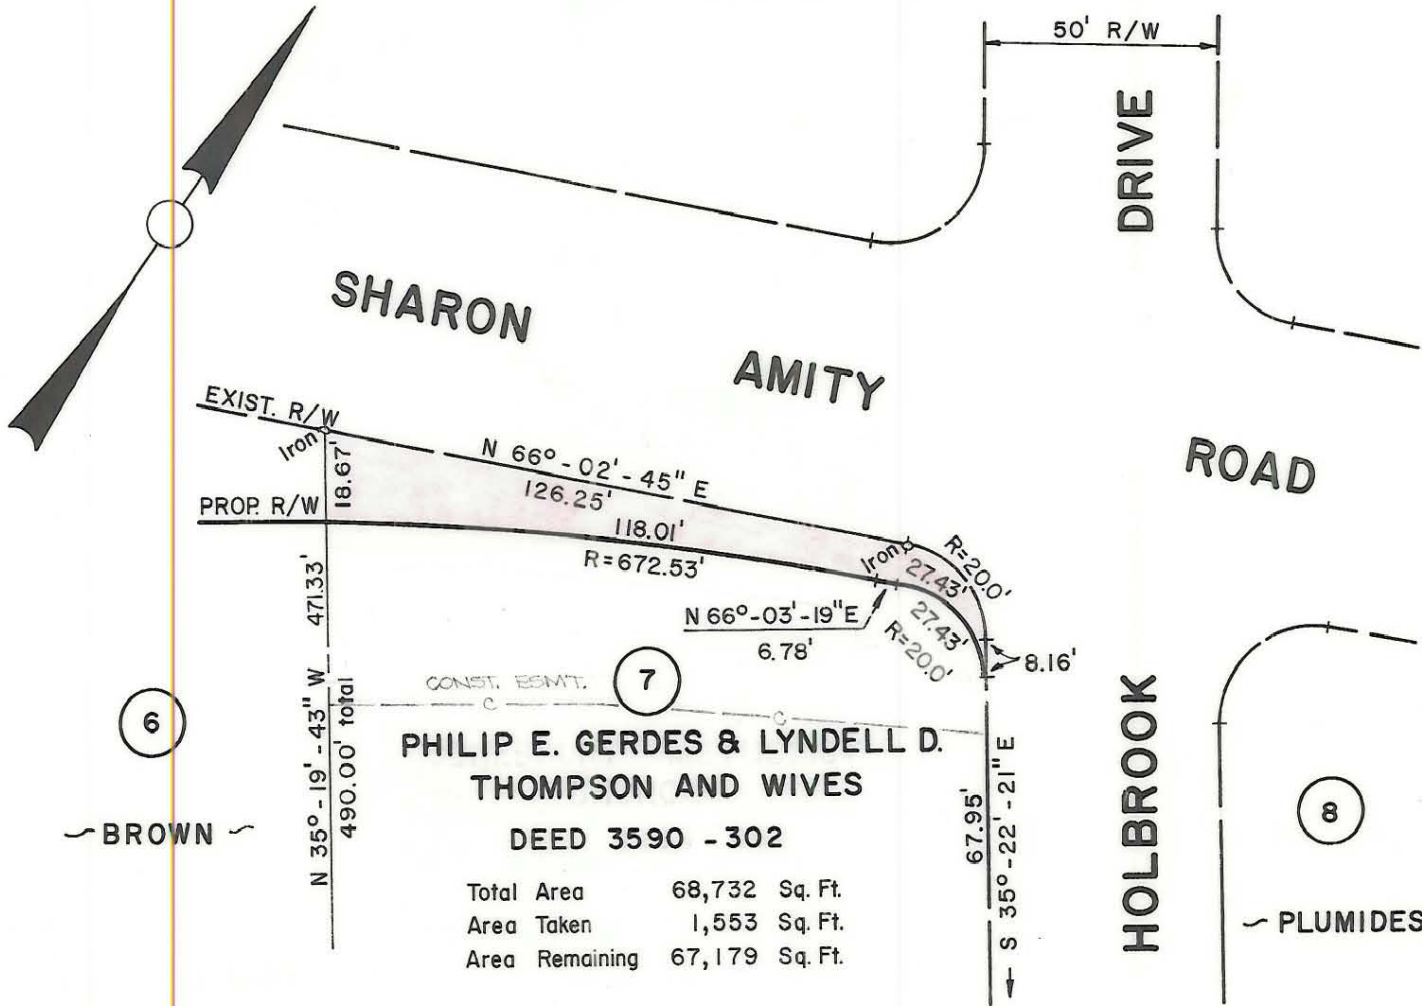 50' R/W
DRIVE
SHARON
AMITY
ROAD
EXIST. R/W
Iron
18.67'
N 66° - 02' - 45" E
126.25'
PROP. R/W
118.01'
R=672.53'
Iron
R=20.0'
27.43'
27.43'
R=20.0'
N 66°-03'-19"E
6.78'
8.16'
471.33'
N 35° - 19' - 43" W
490.00' total
CONST. ESMT.
C
C
7
6
PHILIP E. GERDES & LYNDELL D.
THOMPSON AND WIVES
~ BROWN ~
DEED 3590 - 302
Total Area 68,732 Sq. Ft.
Area Taken 1,553 Sq. Ft.
Area Remaining 67,179 Sq. Ft.
67.95'
S 35° - 22' - 21" E
HOLBROOK
8
~ PLUMIDES